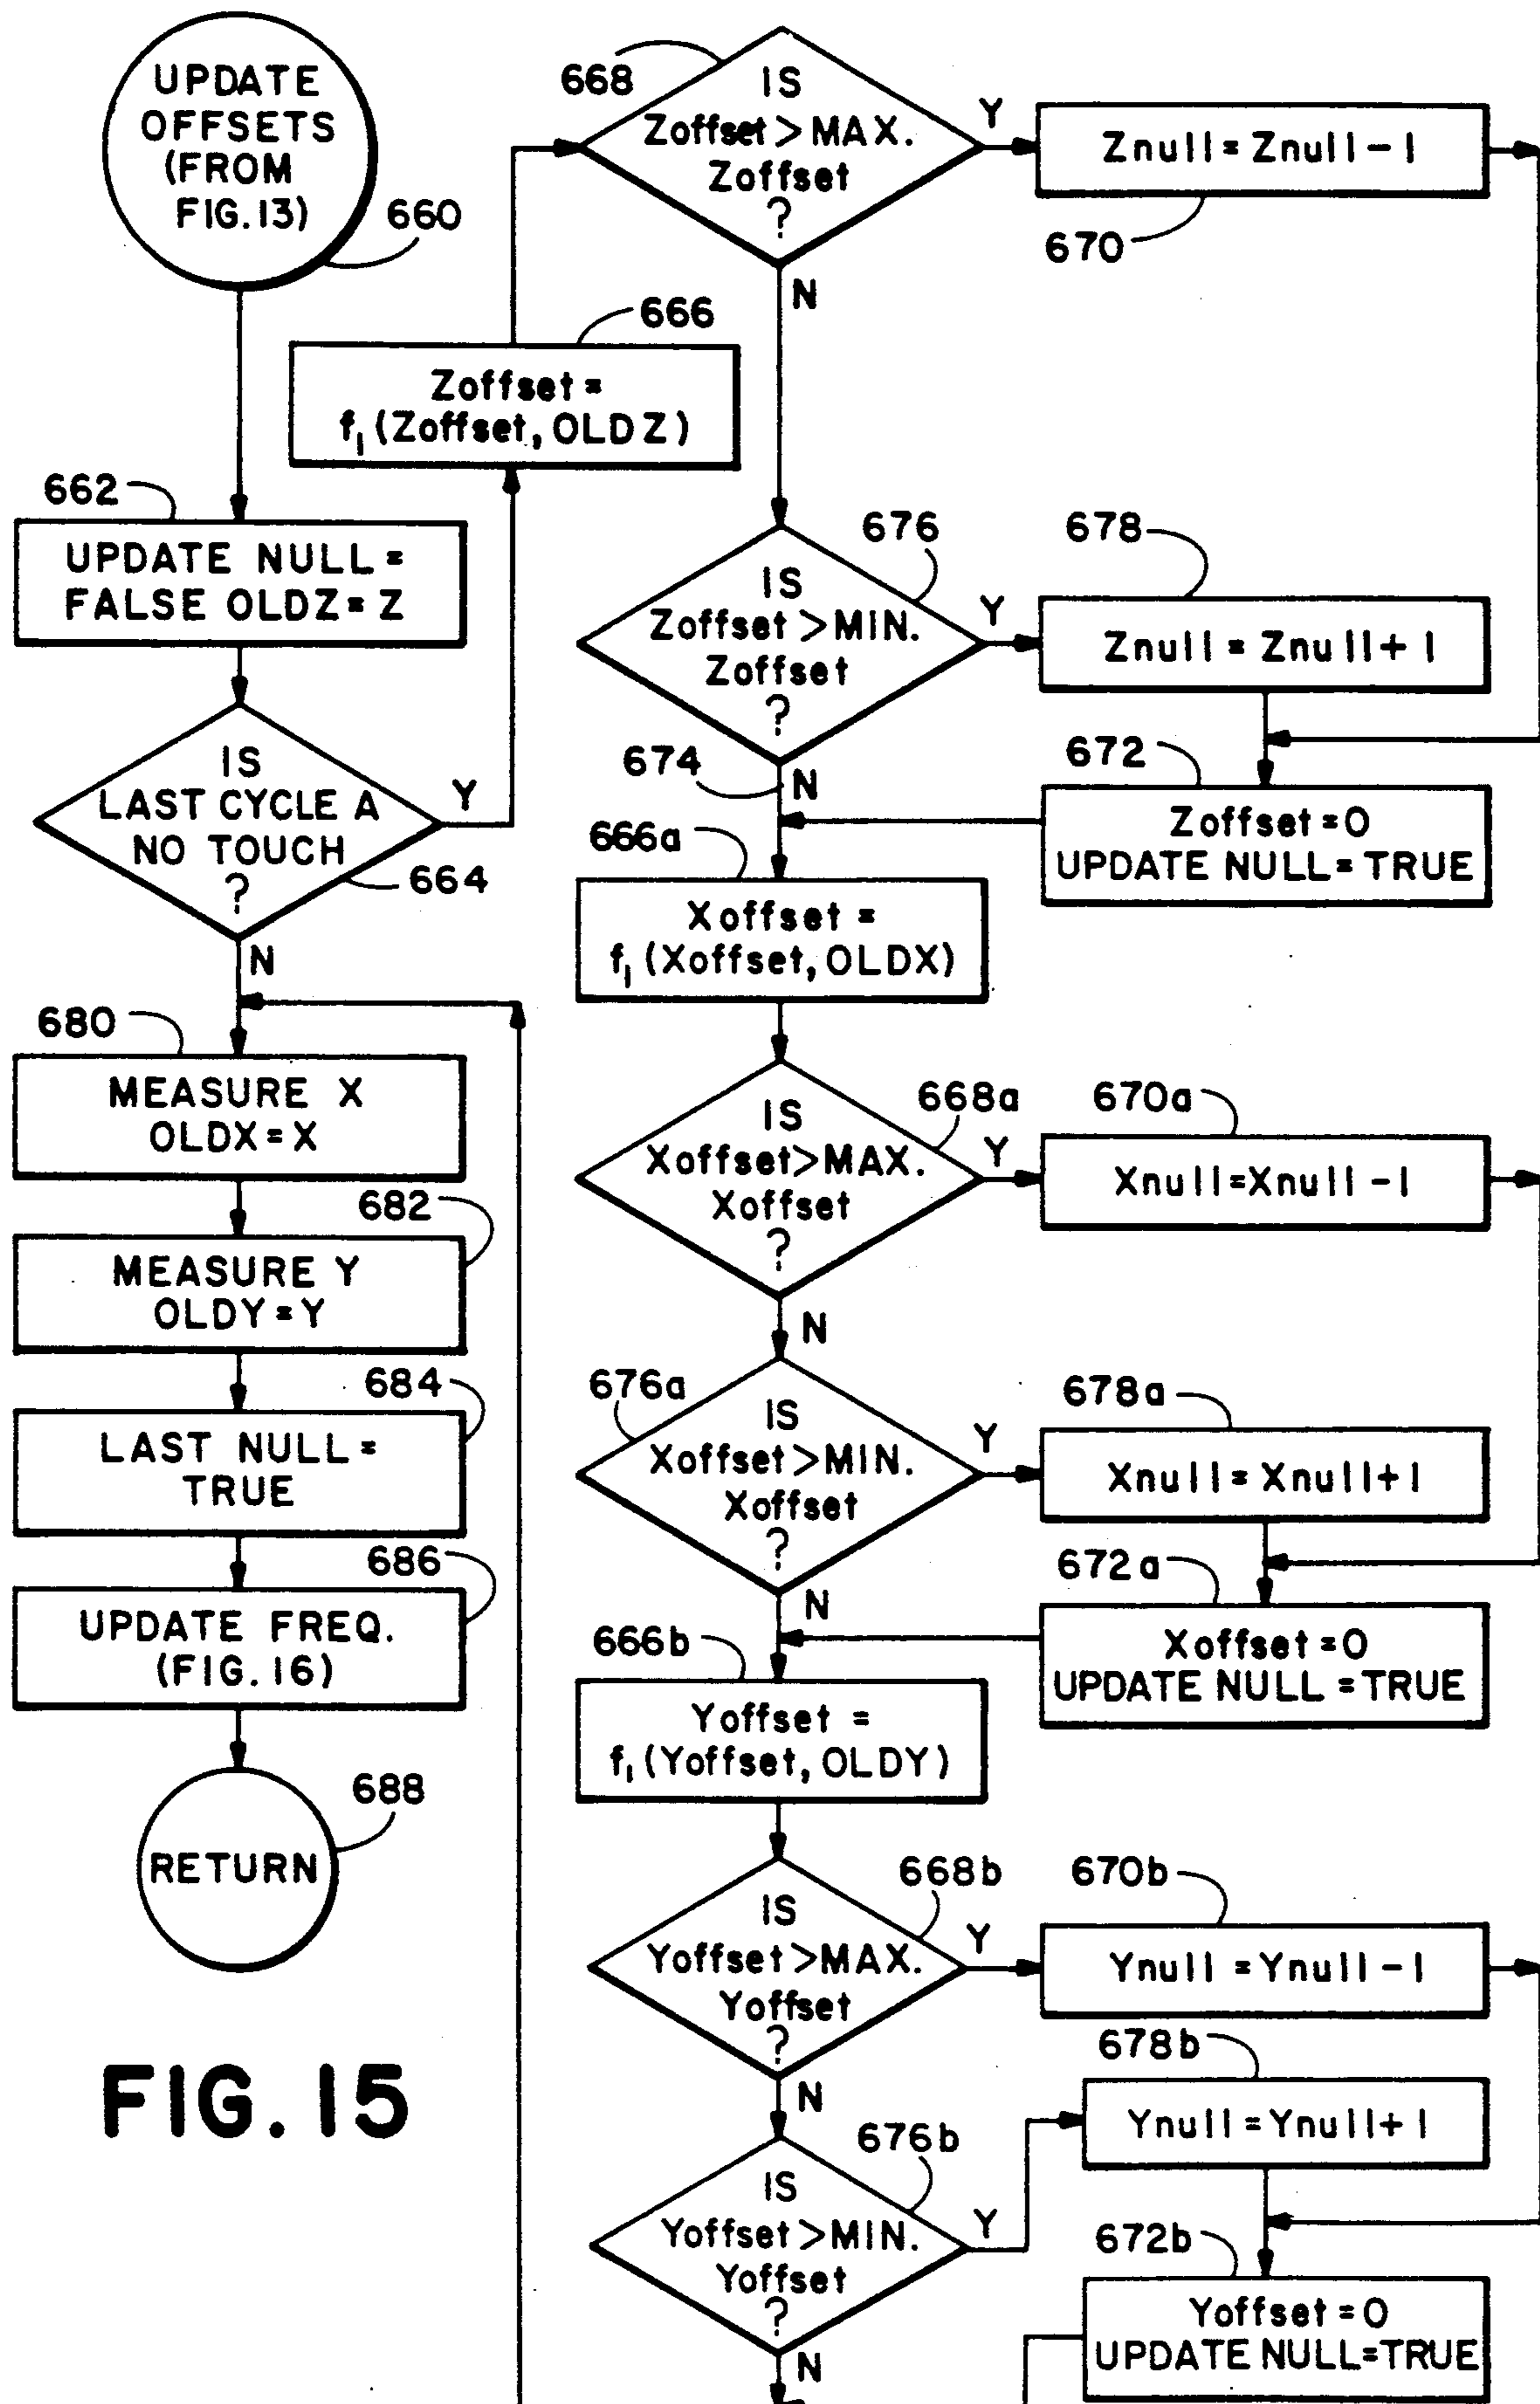 UPDATE
OFFSETS
(FROM
FIG.13)
660
662
UPDATE NULL =
FALSE OLDZ = Z
IS
LAST CYCLE A
NO TOUCH
?
664
Y
N
666
Zoffset =
f₁ (Zoffset, OLDZ)
668
IS
Zoffset > MAX.
Zoffset
?
Y
N
Znull = Znull - 1
670
676
IS
Zoffset > MIN.
Zoffset
?
Y
N
678
Znull = Znull + 1
672
Zoffset = 0
UPDATE NULL = TRUE
674
666a
Xoffset =
f₁ (Xoffset, OLDX)
668a
IS
Xoffset > MAX.
Xoffset
?
Y
N
670a
Xnull = Xnull - 1
676a
IS
Xoffset > MIN.
Xoffset
?
Y
N
678a
Xnull = Xnull + 1
672a
Xoffset = 0
UPDATE NULL = TRUE
666b
Yoffset =
f₁ (Yoffset, OLDY)
668b
IS
Yoffset > MAX.
Yoffset
?
Y
N
670b
Ynull = Ynull - 1
676b
IS
Yoffset > MIN.
Yoffset
?
Y
N
678b
Ynull = Ynull + 1
672b
Yoffset = 0
UPDATE NULL = TRUE
680
MEASURE X
OLDX = X
682
MEASURE Y
OLDY = Y
684
LAST NULL =
TRUE
686
UPDATE FREQ.
(FIG. 16)
688
RETURN
FIG. 15